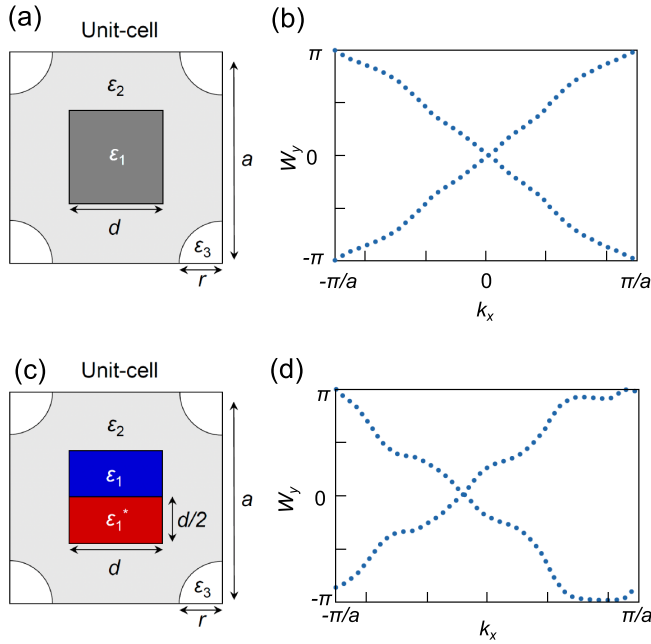 (a)
Unit-cell
ε2
ε1
a
d
ε3
r
(b)
π
Wy
0
-π
-π/a
0
π/a
kx
(c)
Unit-cell
ε2
ε1
ε1*
d/2
a
d
ε3
r
(d)
π
Wy
0
-π
-π/a
π/a
kx